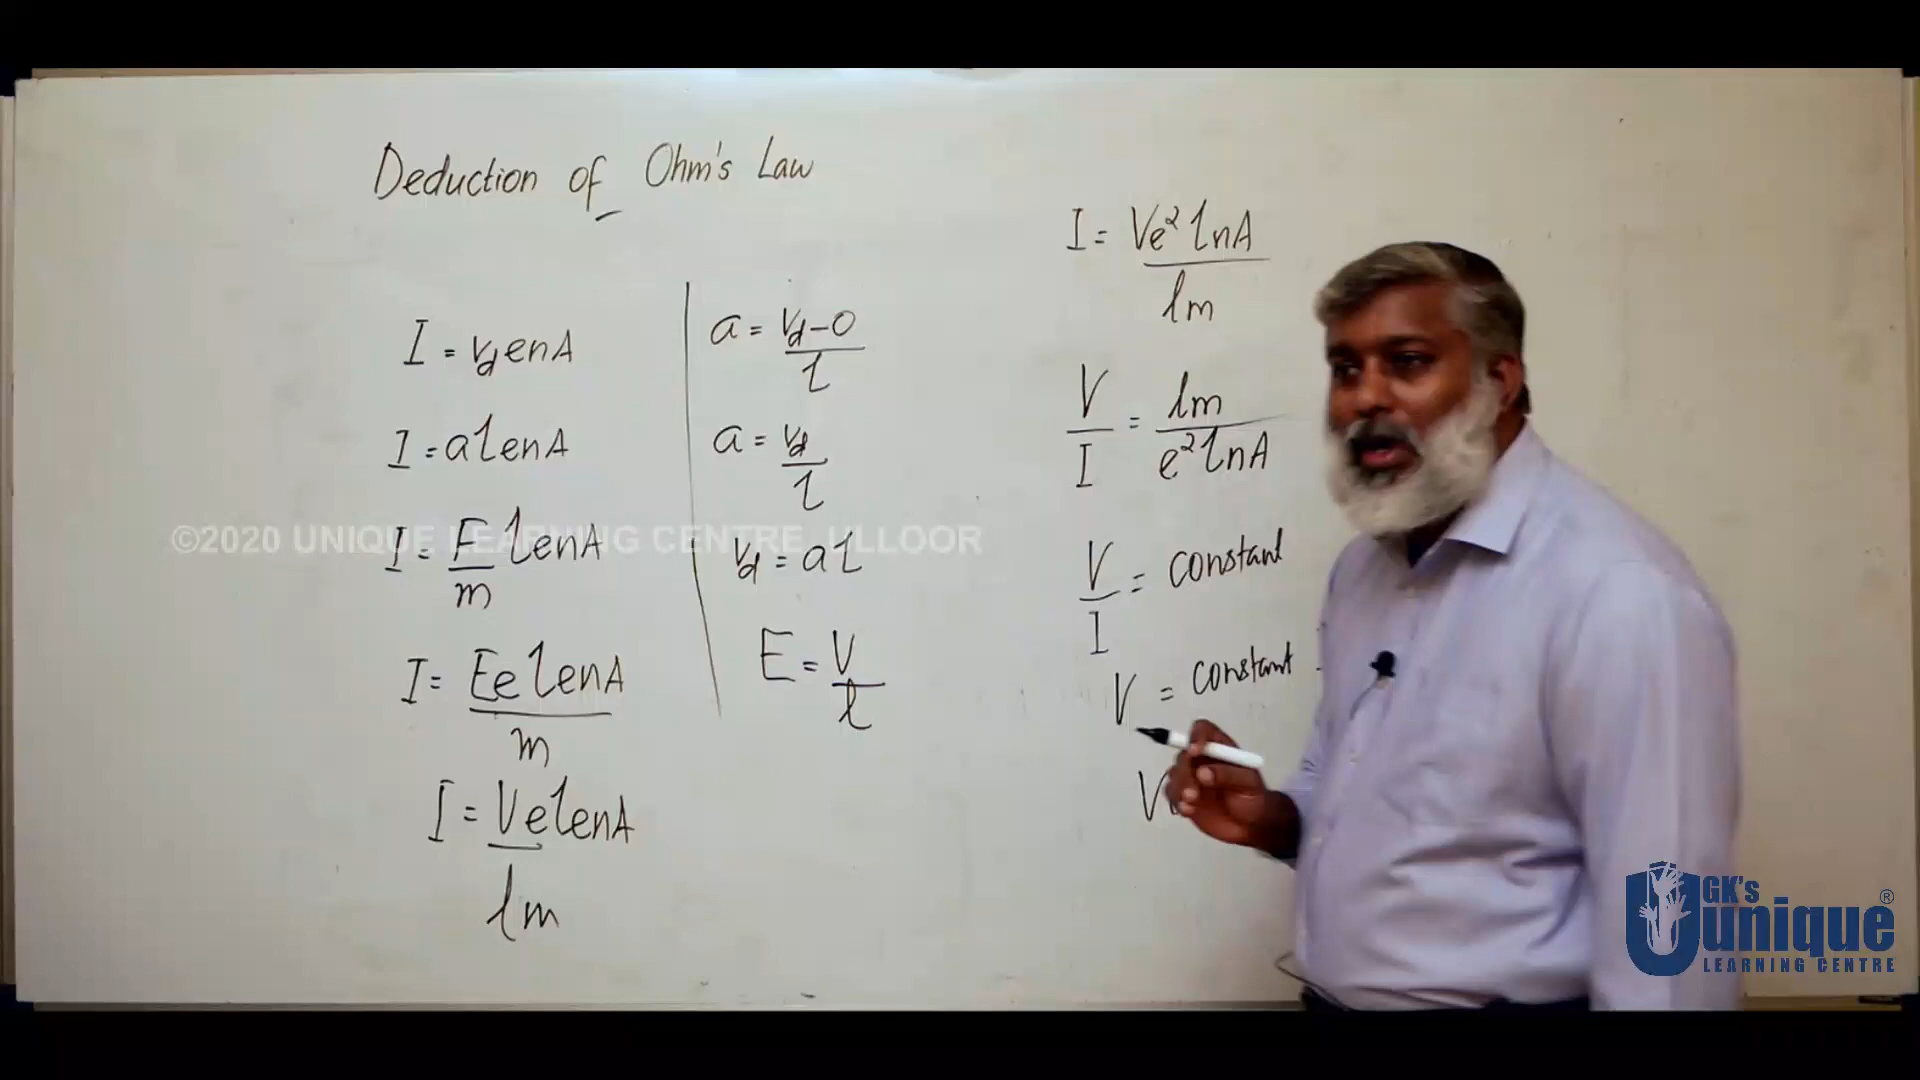 Deduction of Ohm's Law
I = vd enA
I = aτenA
I = F/m τenA
I = EeτenA/m
I = VeτenA/lm
a = vd-0/τ
a = vd/τ
vd = aτ
E = V/l
I = Ve²τnA/lm
V/I = lm/e²τnA
V/I = constant
V = constant
V
©2020 UNIQUE LEARNING CENTRE, ULLOOR
GK's
unique®
LEARNING CENTRE